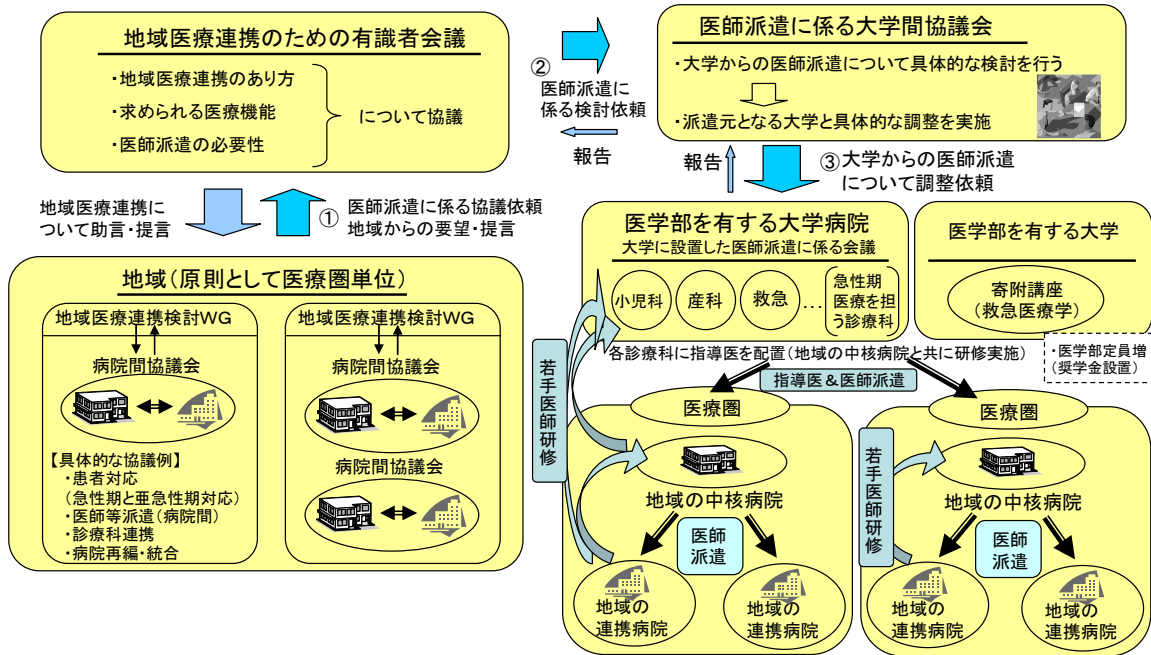 地域医療連携のための有識者会議
・地域医療連携のあり方
・求められる医療機能
・医師派遣の必要性
について協議
②
医師派遣に
係る検討依頼
報告
医師派遣に係る大学間協議会
・大学からの医師派遣について具体的な検討を行う
・派遣元となる大学と具体的な調整を実施
報告
③大学からの医師派遣
について調整依頼
地域医療連携に
ついて助言・提言
①
医師派遣に係る協議依頼
地域からの要望・提言
地域(原則として医療圏単位)
地域医療連携検討WG
病院間協議会
【具体的な協議例】
・患者対応
(急性期と亜急性期対応)
・医師等派遣(病院間)
・診療科連携
・病院再編・統合
地域医療連携検討WG
病院間協議会
病院間協議会
医学部を有する大学病院
大学に設置した医師派遣に係る会議
小児科
産科
救急
…
急性期
医療を担
う診療科
医学部を有する大学
寄附講座
(救急医療学)
・医学部定員増
(奨学金設置)
各診療科に指導医を配置(地域の中核病院と共に研修実施)
指導医&医師派遣
若手医師研修
医療圏
地域の中核病院
医師
派遣
地域の
連携病院
地域の
連携病院
医療圏
若手医師研修
地域の中核病院
医師
派遣
地域の
連携病院
地域の
連携病院